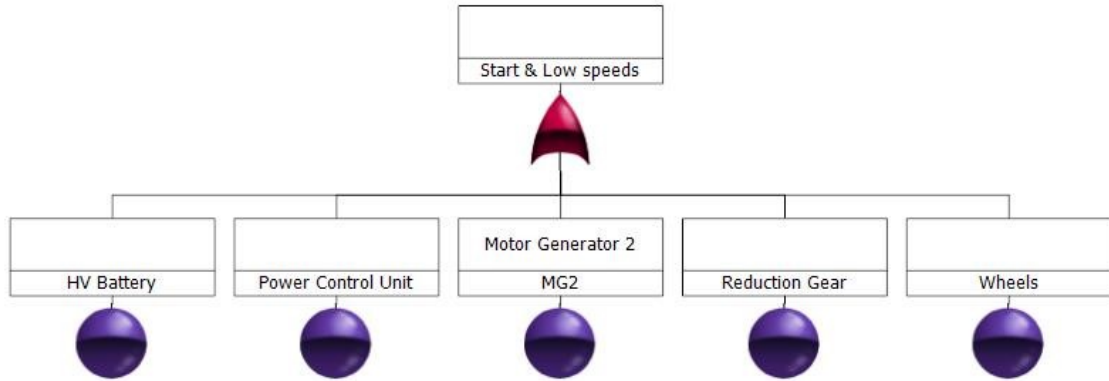 Start & Low speeds
Motor Generator 2
HV Battery
Power Control Unit
MG2
Reduction Gear
Wheels